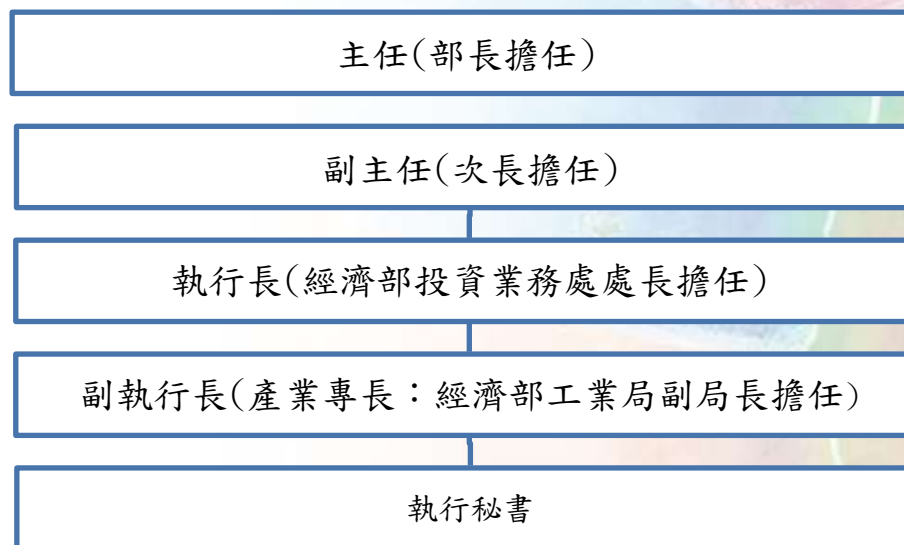 主任(部長擔任)
副主任(次長擔任)
執行長(經濟部投資業務處處長擔任)
副執行長(產業專長：經濟部工業局副局長擔任)
執行秘書